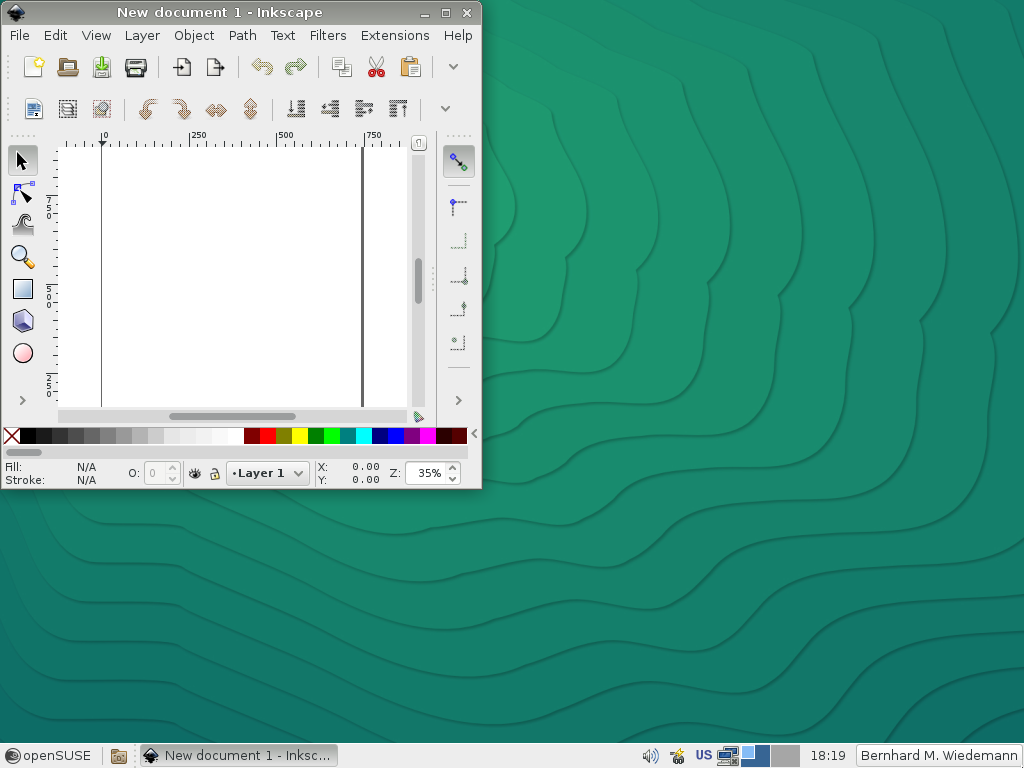 New document 1 - Inkscape
File Edit View Layer Object Path Text Filters Extensions Help
0 250 500 750
750
500
250
Fill: N/A
Stroke: N/A
O: 0
•Layer 1
X: 0.00
Y: 0.00
Z: 35%
openSUSE
New document 1 - Inksc...
US
18:19
Bernhard M. Wiedemann